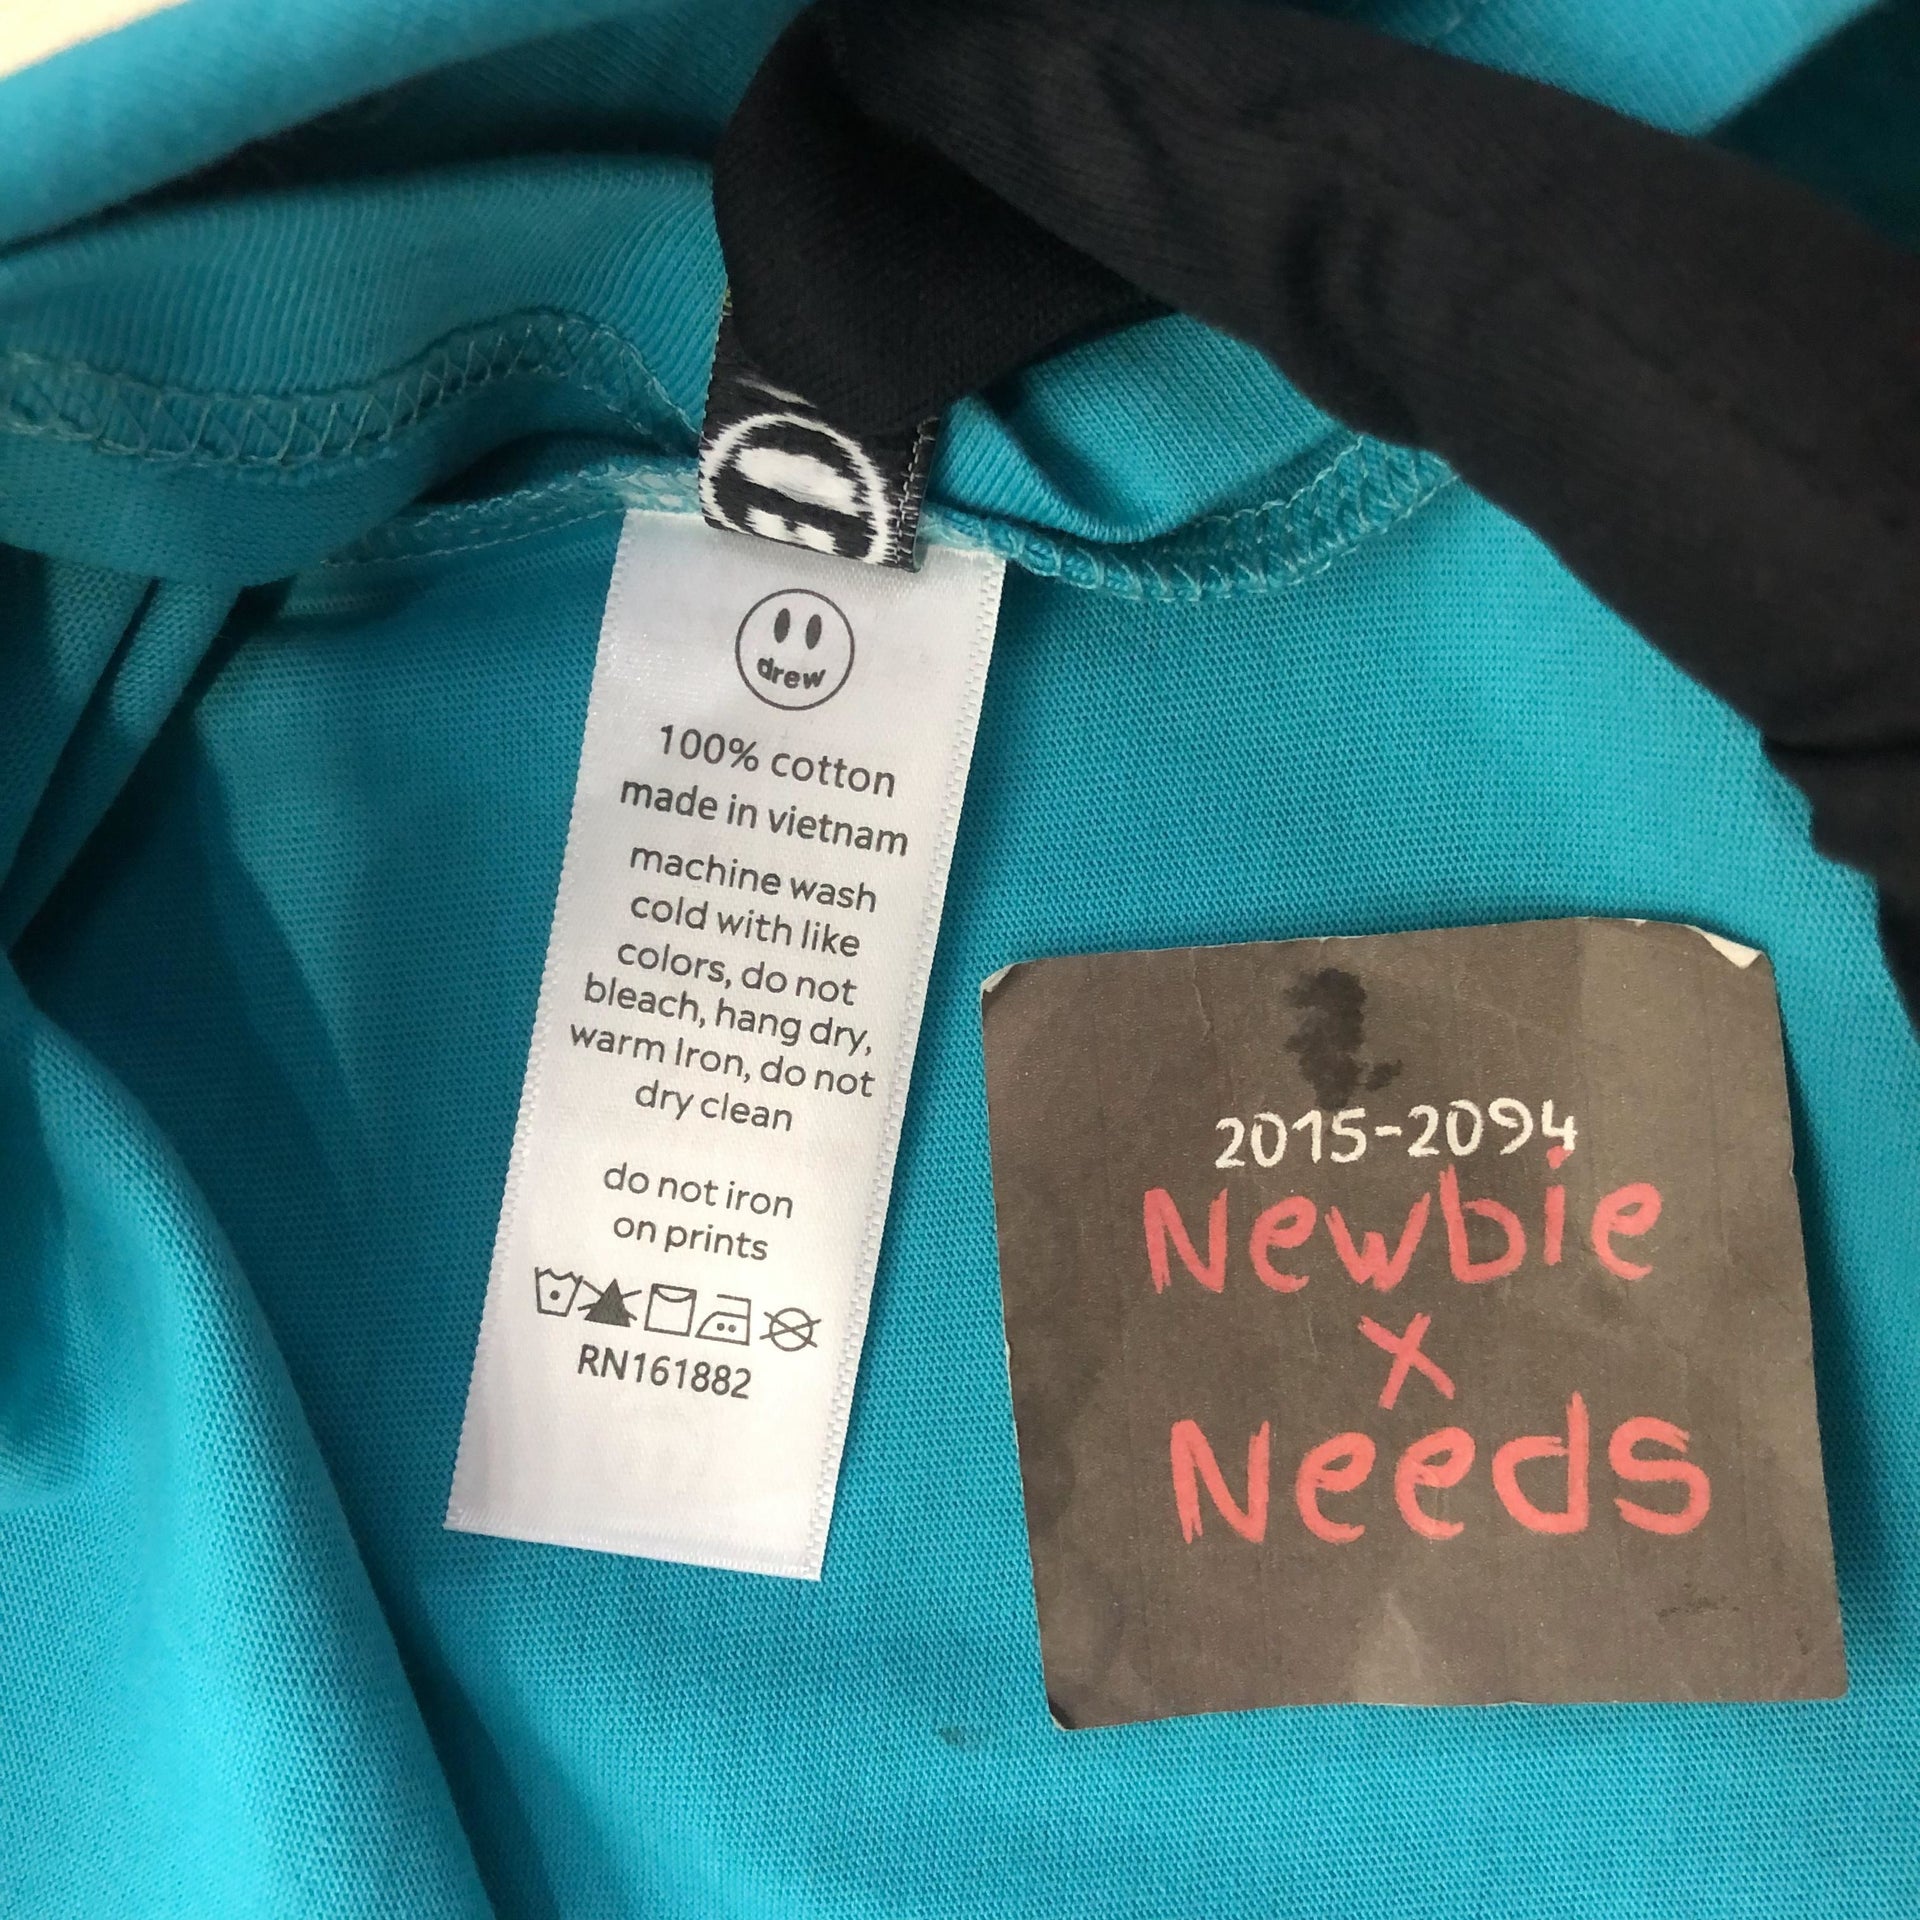 drew
100% cotton
made in vietnam
machine wash
cold with like
colors, do not
bleach, hang dry,
warm Iron, do not
dry clean
do not iron
on prints
RN161882
2015-2094
Newbie
x
Needs